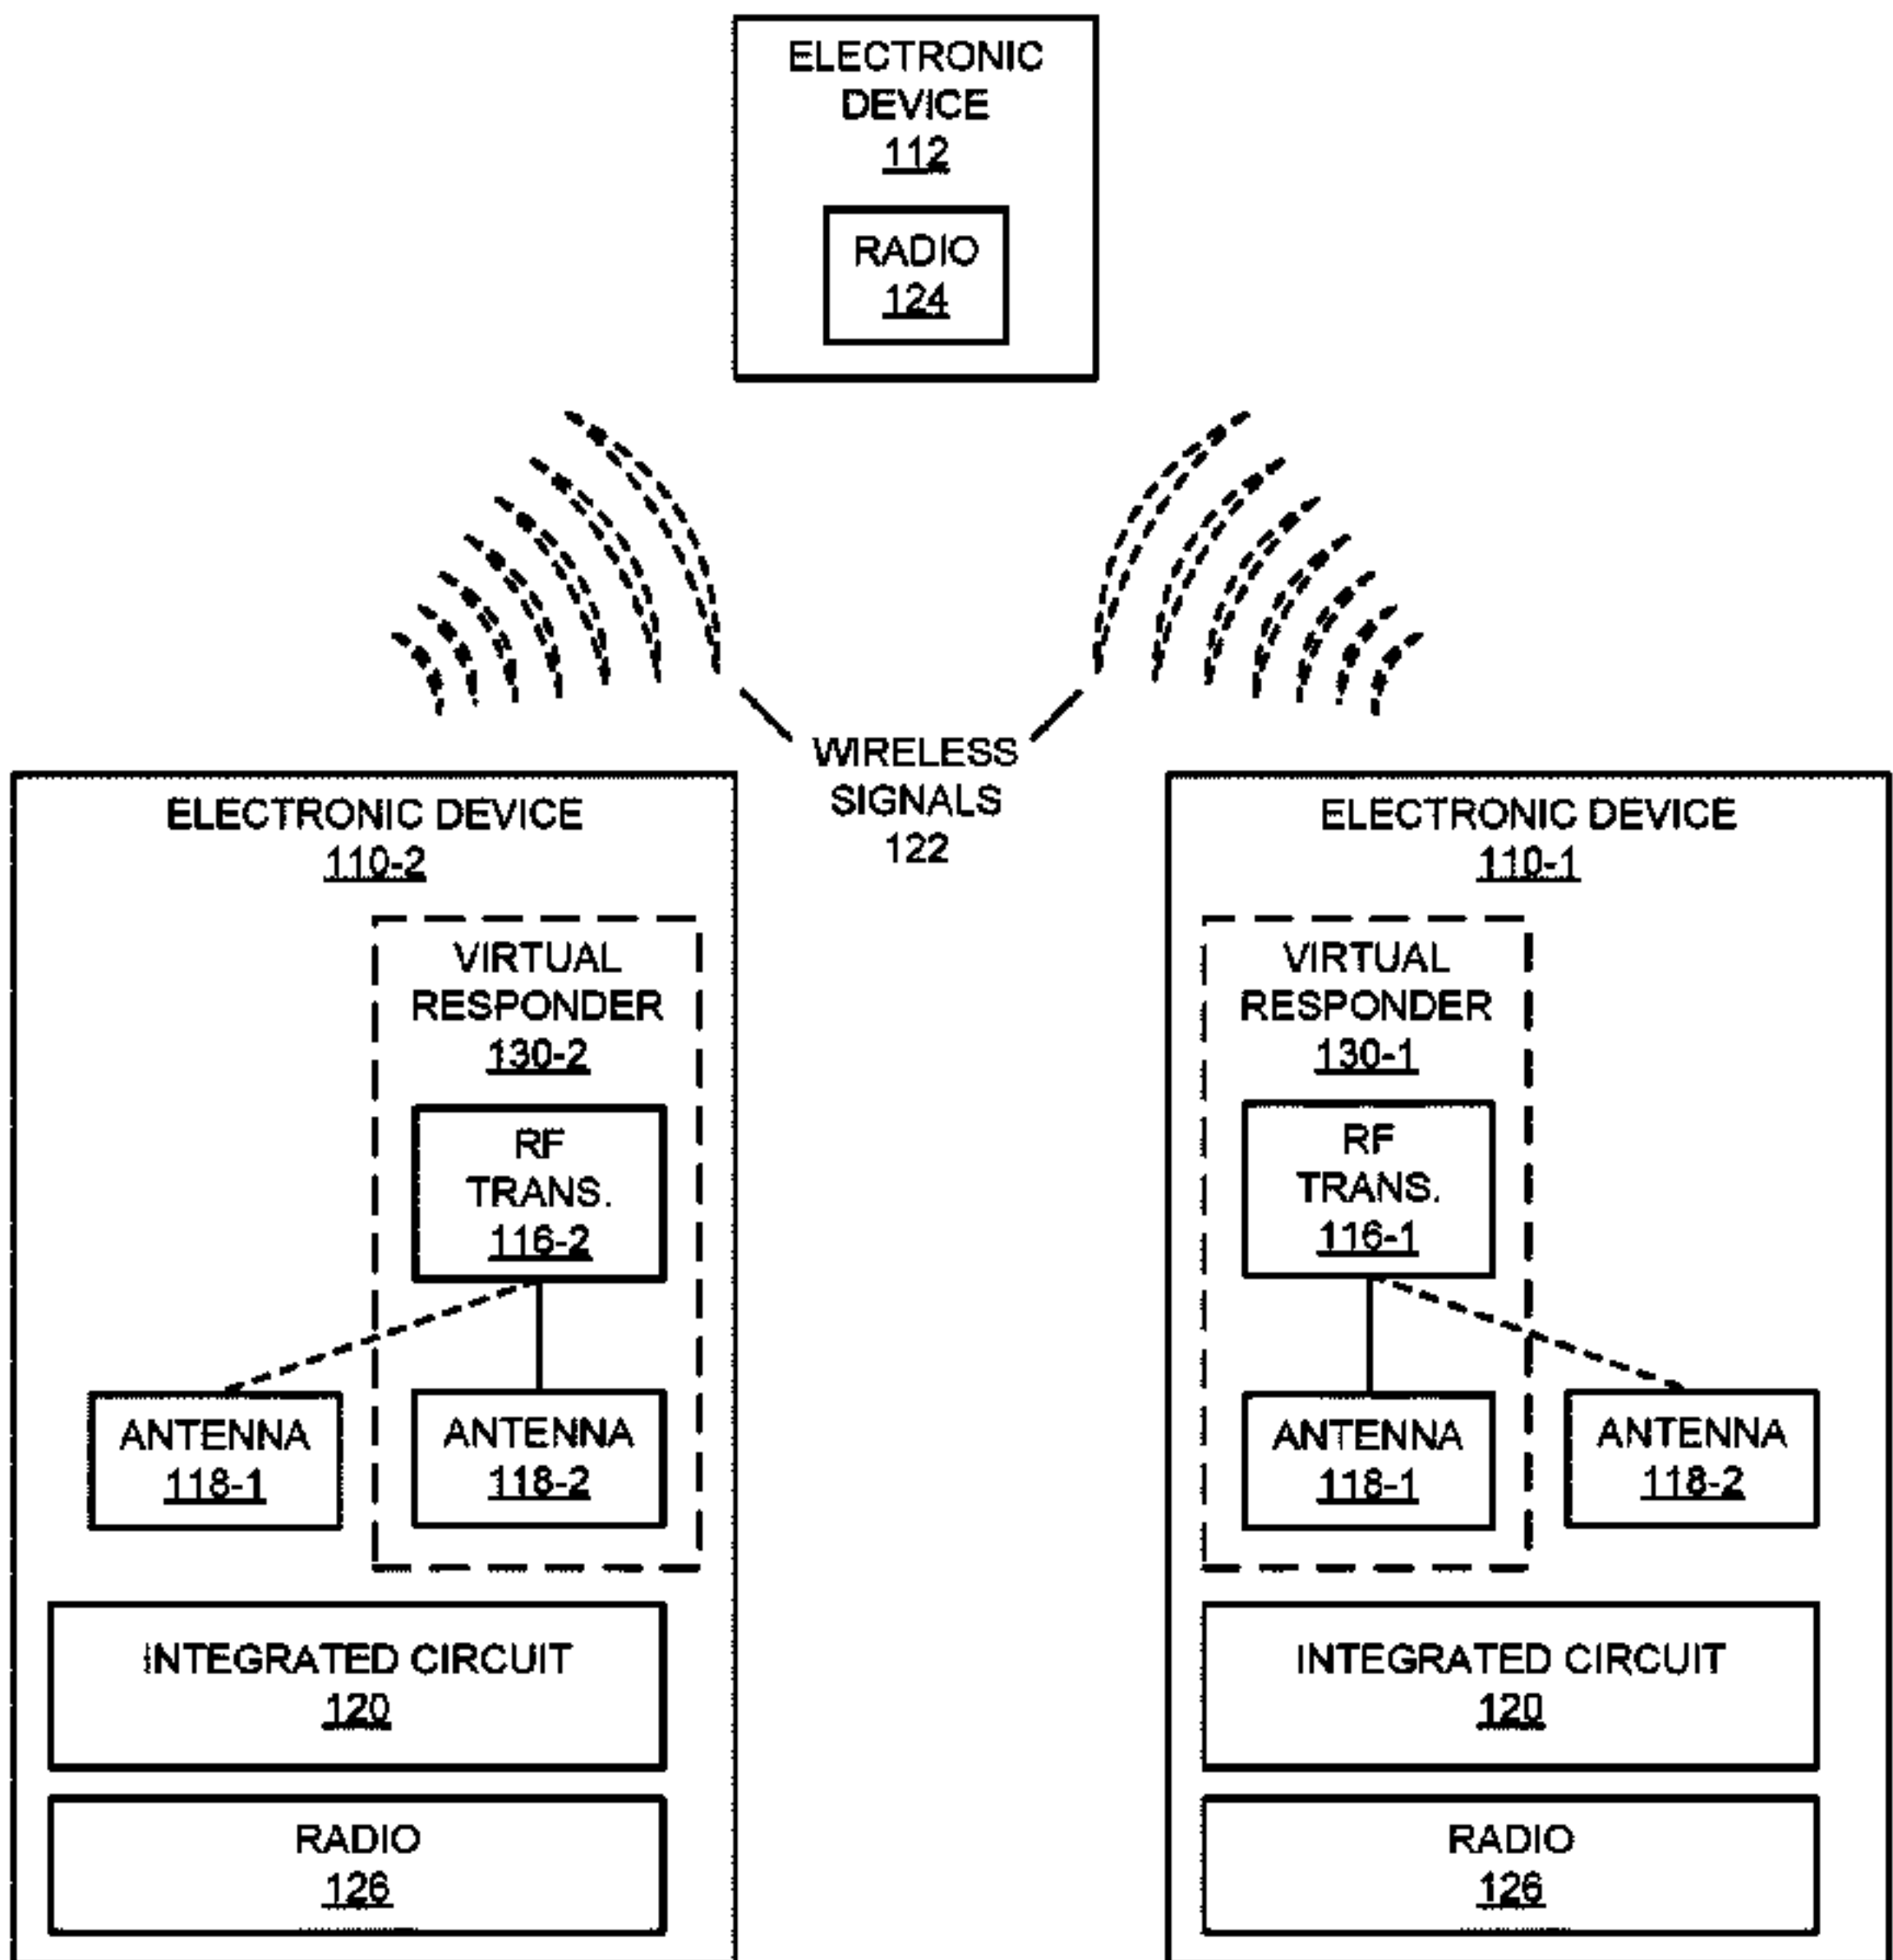 ELECTRONIC
DEVICE
112
RADIO
124
WIRELESS
SIGNALS
122
ELECTRONIC DEVICE
110-2
VIRTUAL
RESPONDER
130-2
RF
TRANS.
116-2
ANTENNA
118-1
ANTENNA
118-2
INTEGRATED CIRCUIT
120
RADIO
126
ELECTRONIC DEVICE
110-1
VIRTUAL
RESPONDER
130-1
RF
TRANS.
116-1
ANTENNA
118-1
ANTENNA
118-2
INTEGRATED CIRCUIT
120
RADIO
126